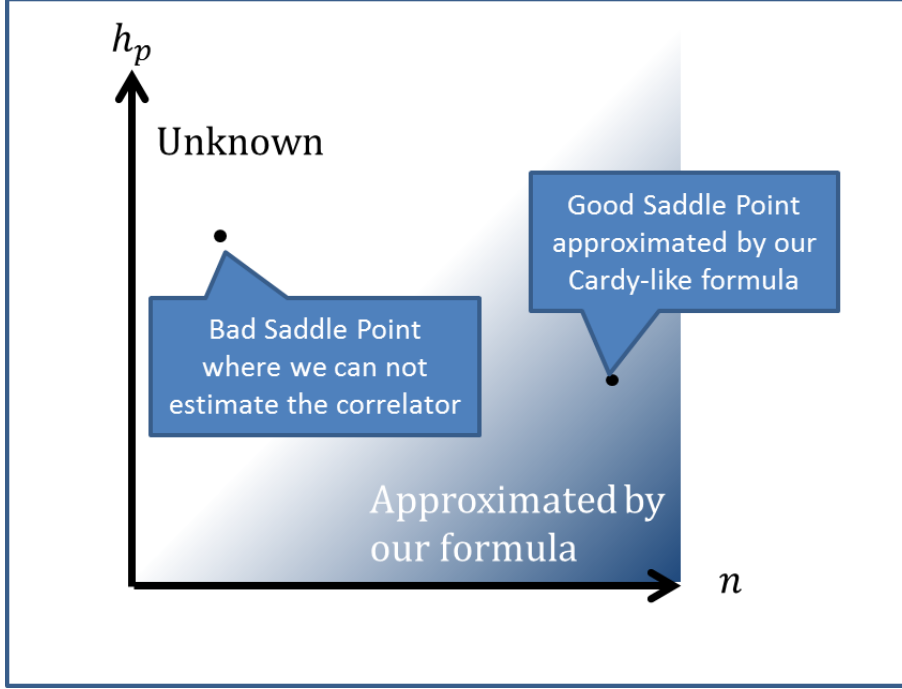 hₚ
Unknown
Good Saddle Point
approximated by our
Cardy-like formula
Bad Saddle Point
where we can not
estimate the correlator
Approximated by
our formula
n